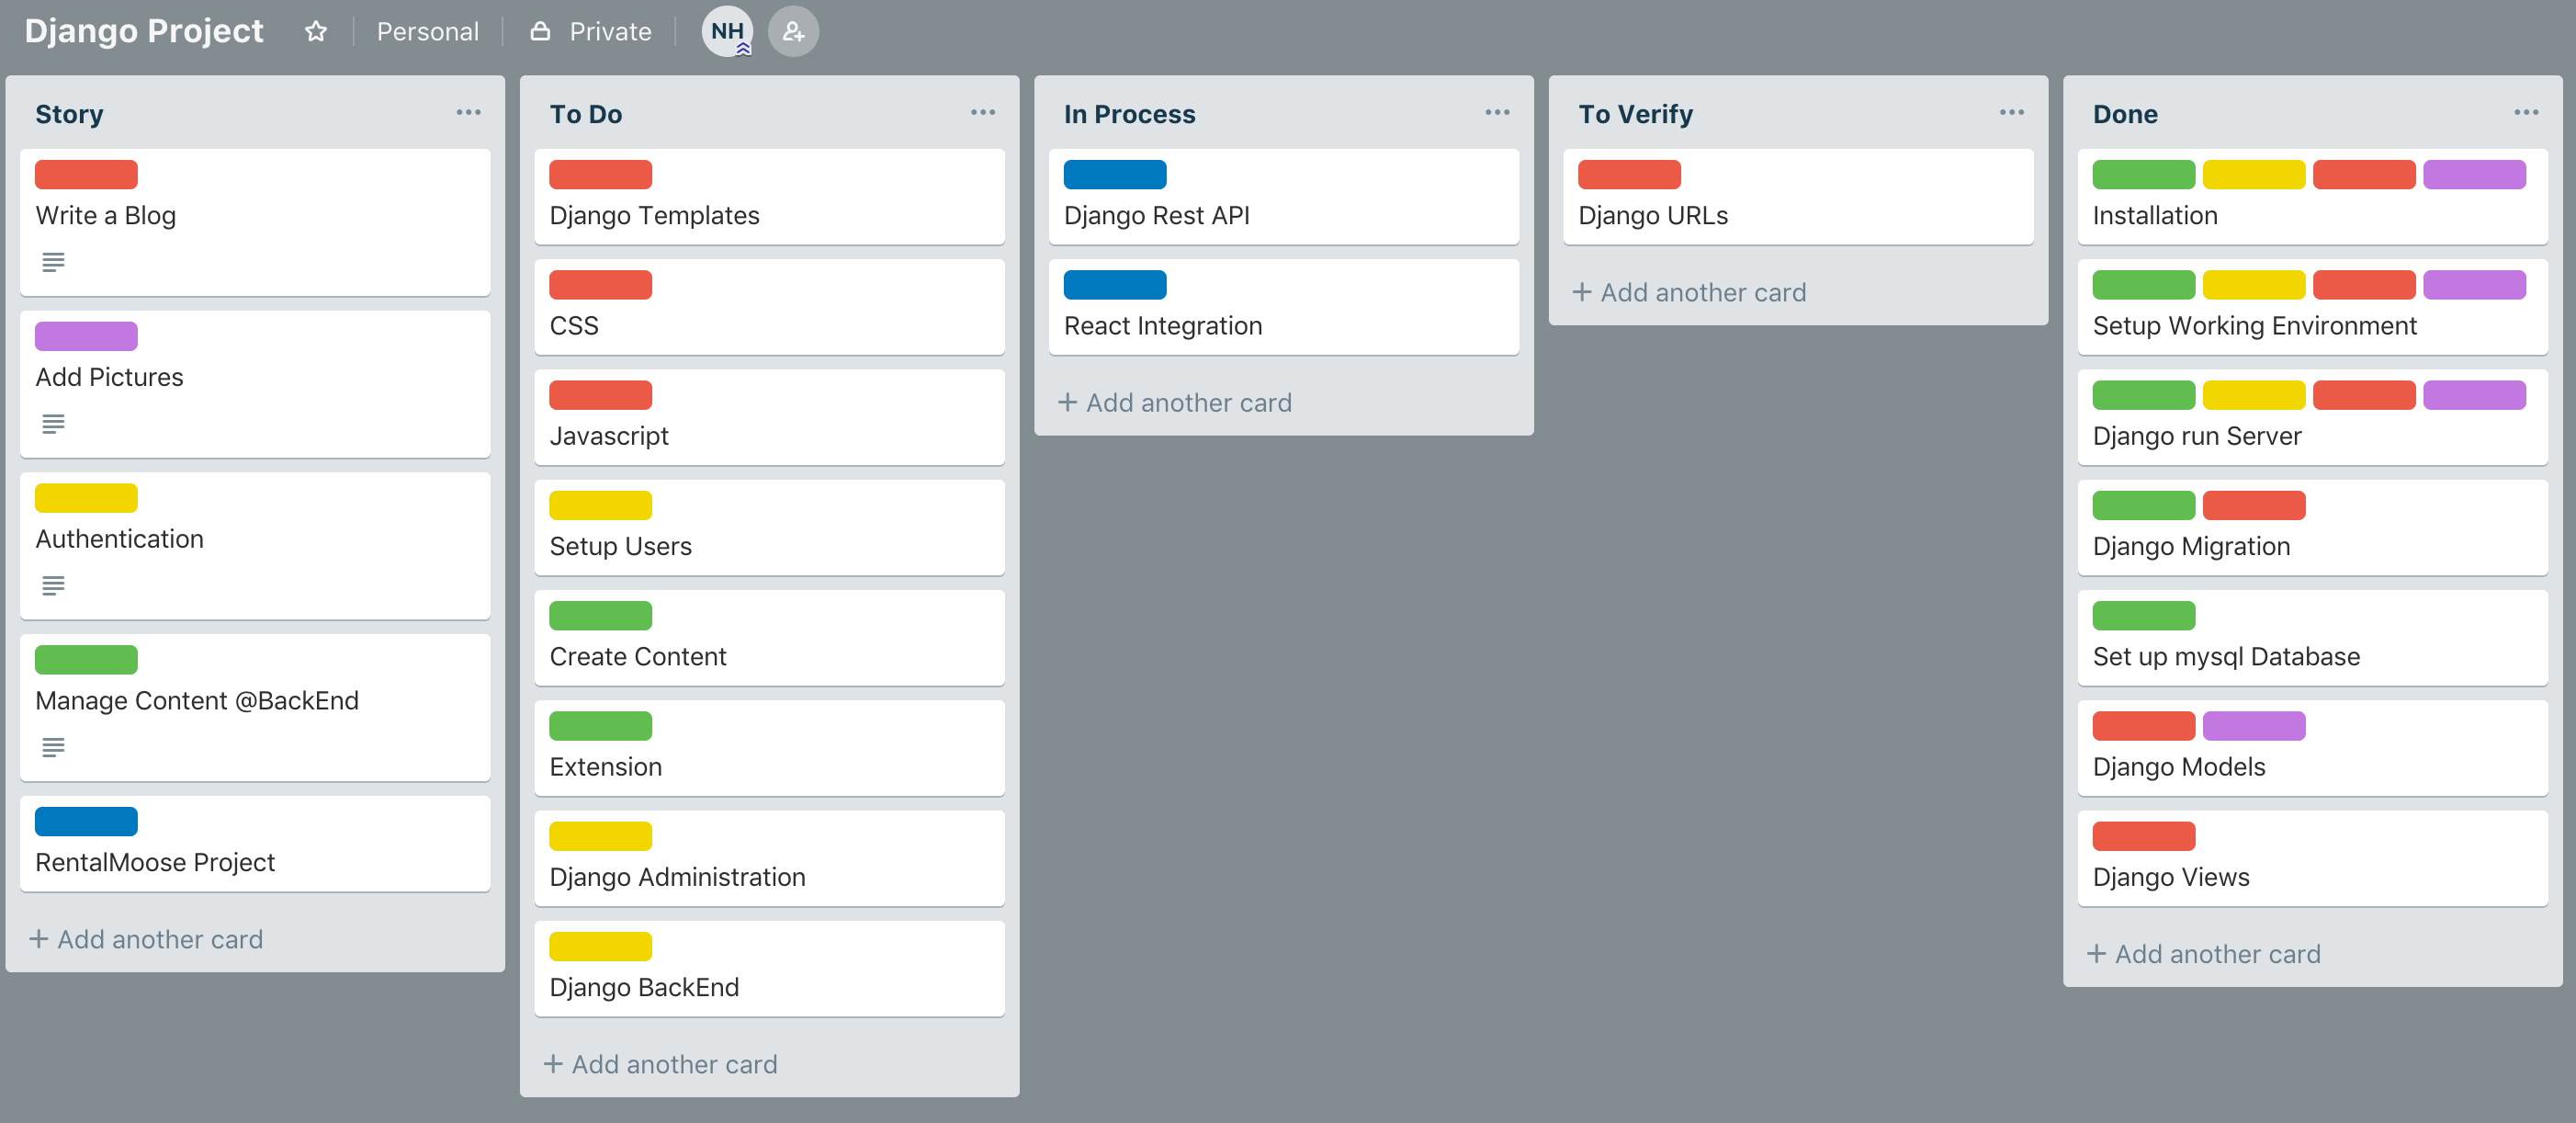 Django Project
Personal
Private
NH
Story
Write a Blog
Add Pictures
Authentication
Manage Content @BackEnd
RentalMoose Project
+ Add another card
To Do
Django Templates
CSS
Javascript
Setup Users
Create Content
Extension
Django Administration
Django BackEnd
+ Add another card
In Process
Django Rest API
React Integration
+ Add another card
To Verify
Django URLs
+ Add another card
Done
Installation
Setup Working Environment
Django run Server
Django Migration
Set up mysql Database
Django Models
Django Views
+ Add another card